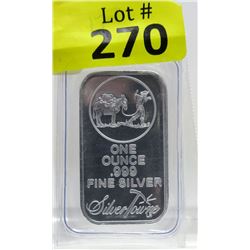 Lot #
270
ONE
OUNCE
.999
FINE SILVER
SilverTowne